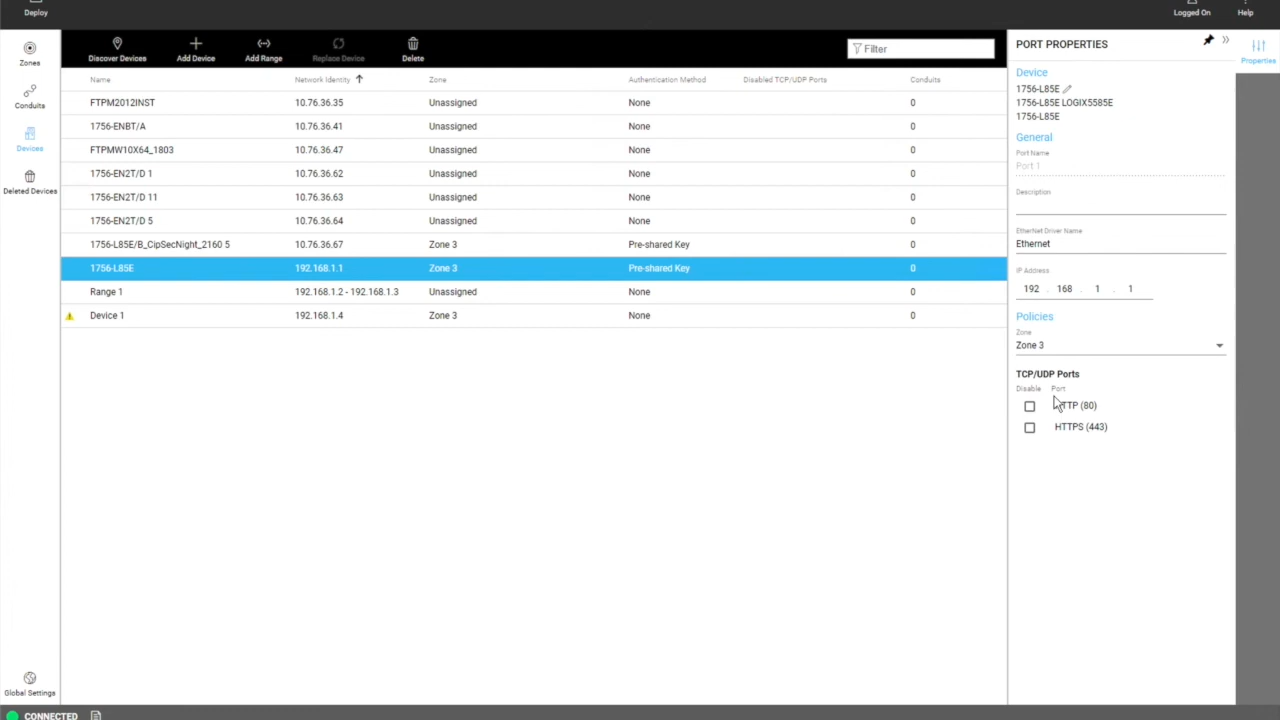 Deploy
Logged On
Help
Zones
Conduits
Devices
Deleted Devices
Global Settings
Discover Devices
Add Device
Add Range
Replace Device
Delete
Filter
Name Network Identity Zone Authentication Method Disabled TCP/UDP Ports Conduits
FTPM2012INST 10.76.36.35 Unassigned None 0
1756-ENBT/A 10.76.36.41 Unassigned None 0
FTPMW10X64_1803 10.76.36.47 Unassigned None 0
1756-EN2T/D 1 10.76.36.62 Unassigned None 0
1756-EN2T/D 11 10.76.36.63 Unassigned None 0
1756-EN2T/D 5 10.76.36.64 Unassigned None 0
1756-L85E/B_CipSecNight_2160 5 10.76.36.67 Zone 3 Pre-shared Key 0
1756-L85E 192.168.1.1 Zone 3 Pre-shared Key 0
Range 1 192.168.1.2 - 192.168.1.3 Unassigned None 0
Device 1 192.168.1.4 Zone 3 None 0
PORT PROPERTIES
Properties
Device
1756-L85E
1756-L85E LOGIX5585E
1756-L85E
General
Port Name
Port 1
Description
EtherNet Driver Name
Ethernet
IP Address
192 . 168 . 1 . 1
Policies
Zone
Zone 3
TCP/UDP Ports
Disable Port
HTTP (80)
HTTPS (443)
CONNECTED